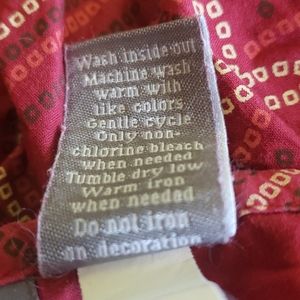 Wash inside out
Machine wash
warm with
like colors
Gentle cycle
Only non-
chlorine bleach
when needed
Tumble dry low
Warm iron
when needed
Do not iron
on decoration